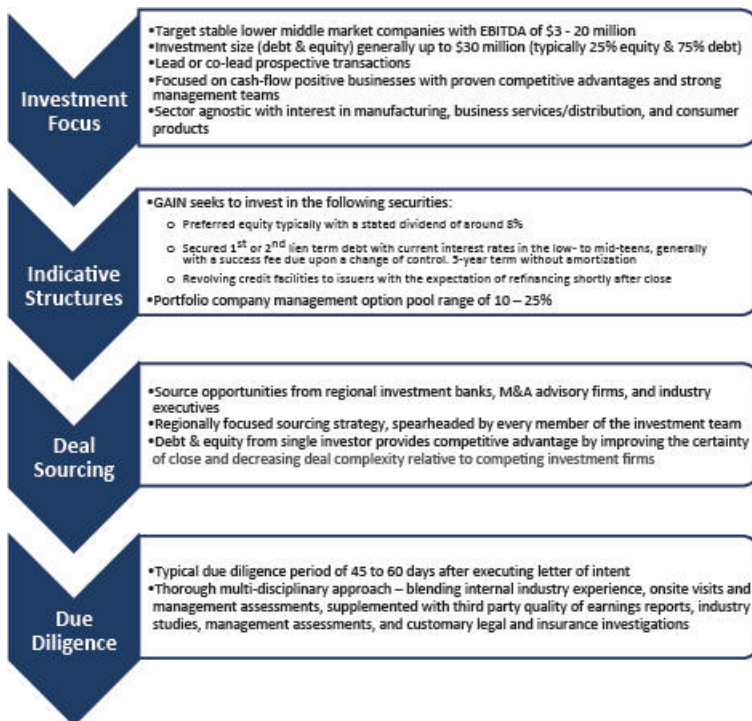 Investment
Focus
•Target stable lower middle market companies with EBITDA of $3 - 20 million
•Investment size (debt & equity) generally up to $30 million (typically 25% equity & 75% debt)
•Lead or co-lead prospective transactions
•Focused on cash-flow positive businesses with proven competitive advantages and strong
management teams
•Sector agnostic with interest in manufacturing, business services/distribution, and consumer
products
Indicative
Structures
•GAIN seeks to invest in the following securities:
o Preferred equity typically with a stated dividend of around 8%
o Secured 1st or 2nd lien term debt with current interest rates in the low- to mid-teens, generally
with a success fee due upon a change of control. 5-year term without amortization
o Revolving credit facilities to issuers with the expectation of refinancing shortly after close
•Portfolio company management option pool range of 10 – 25%
Deal
Sourcing
•Source opportunities from regional investment banks, M&A advisory firms, and industry
executives
•Regionally focused sourcing strategy, spearheaded by every member of the investment team
•Debt & equity from single investor provides competitive advantage by improving the certainty
of close and decreasing deal complexity relative to competing investment firms
Due
Diligence
•Typical due diligence period of 45 to 60 days after executing letter of intent
•Thorough multi-disciplinary approach – blending internal industry experience, onsite visits and
management assessments, supplemented with third party quality of earnings reports, industry
studies, management assessments, and customary legal and insurance investigations